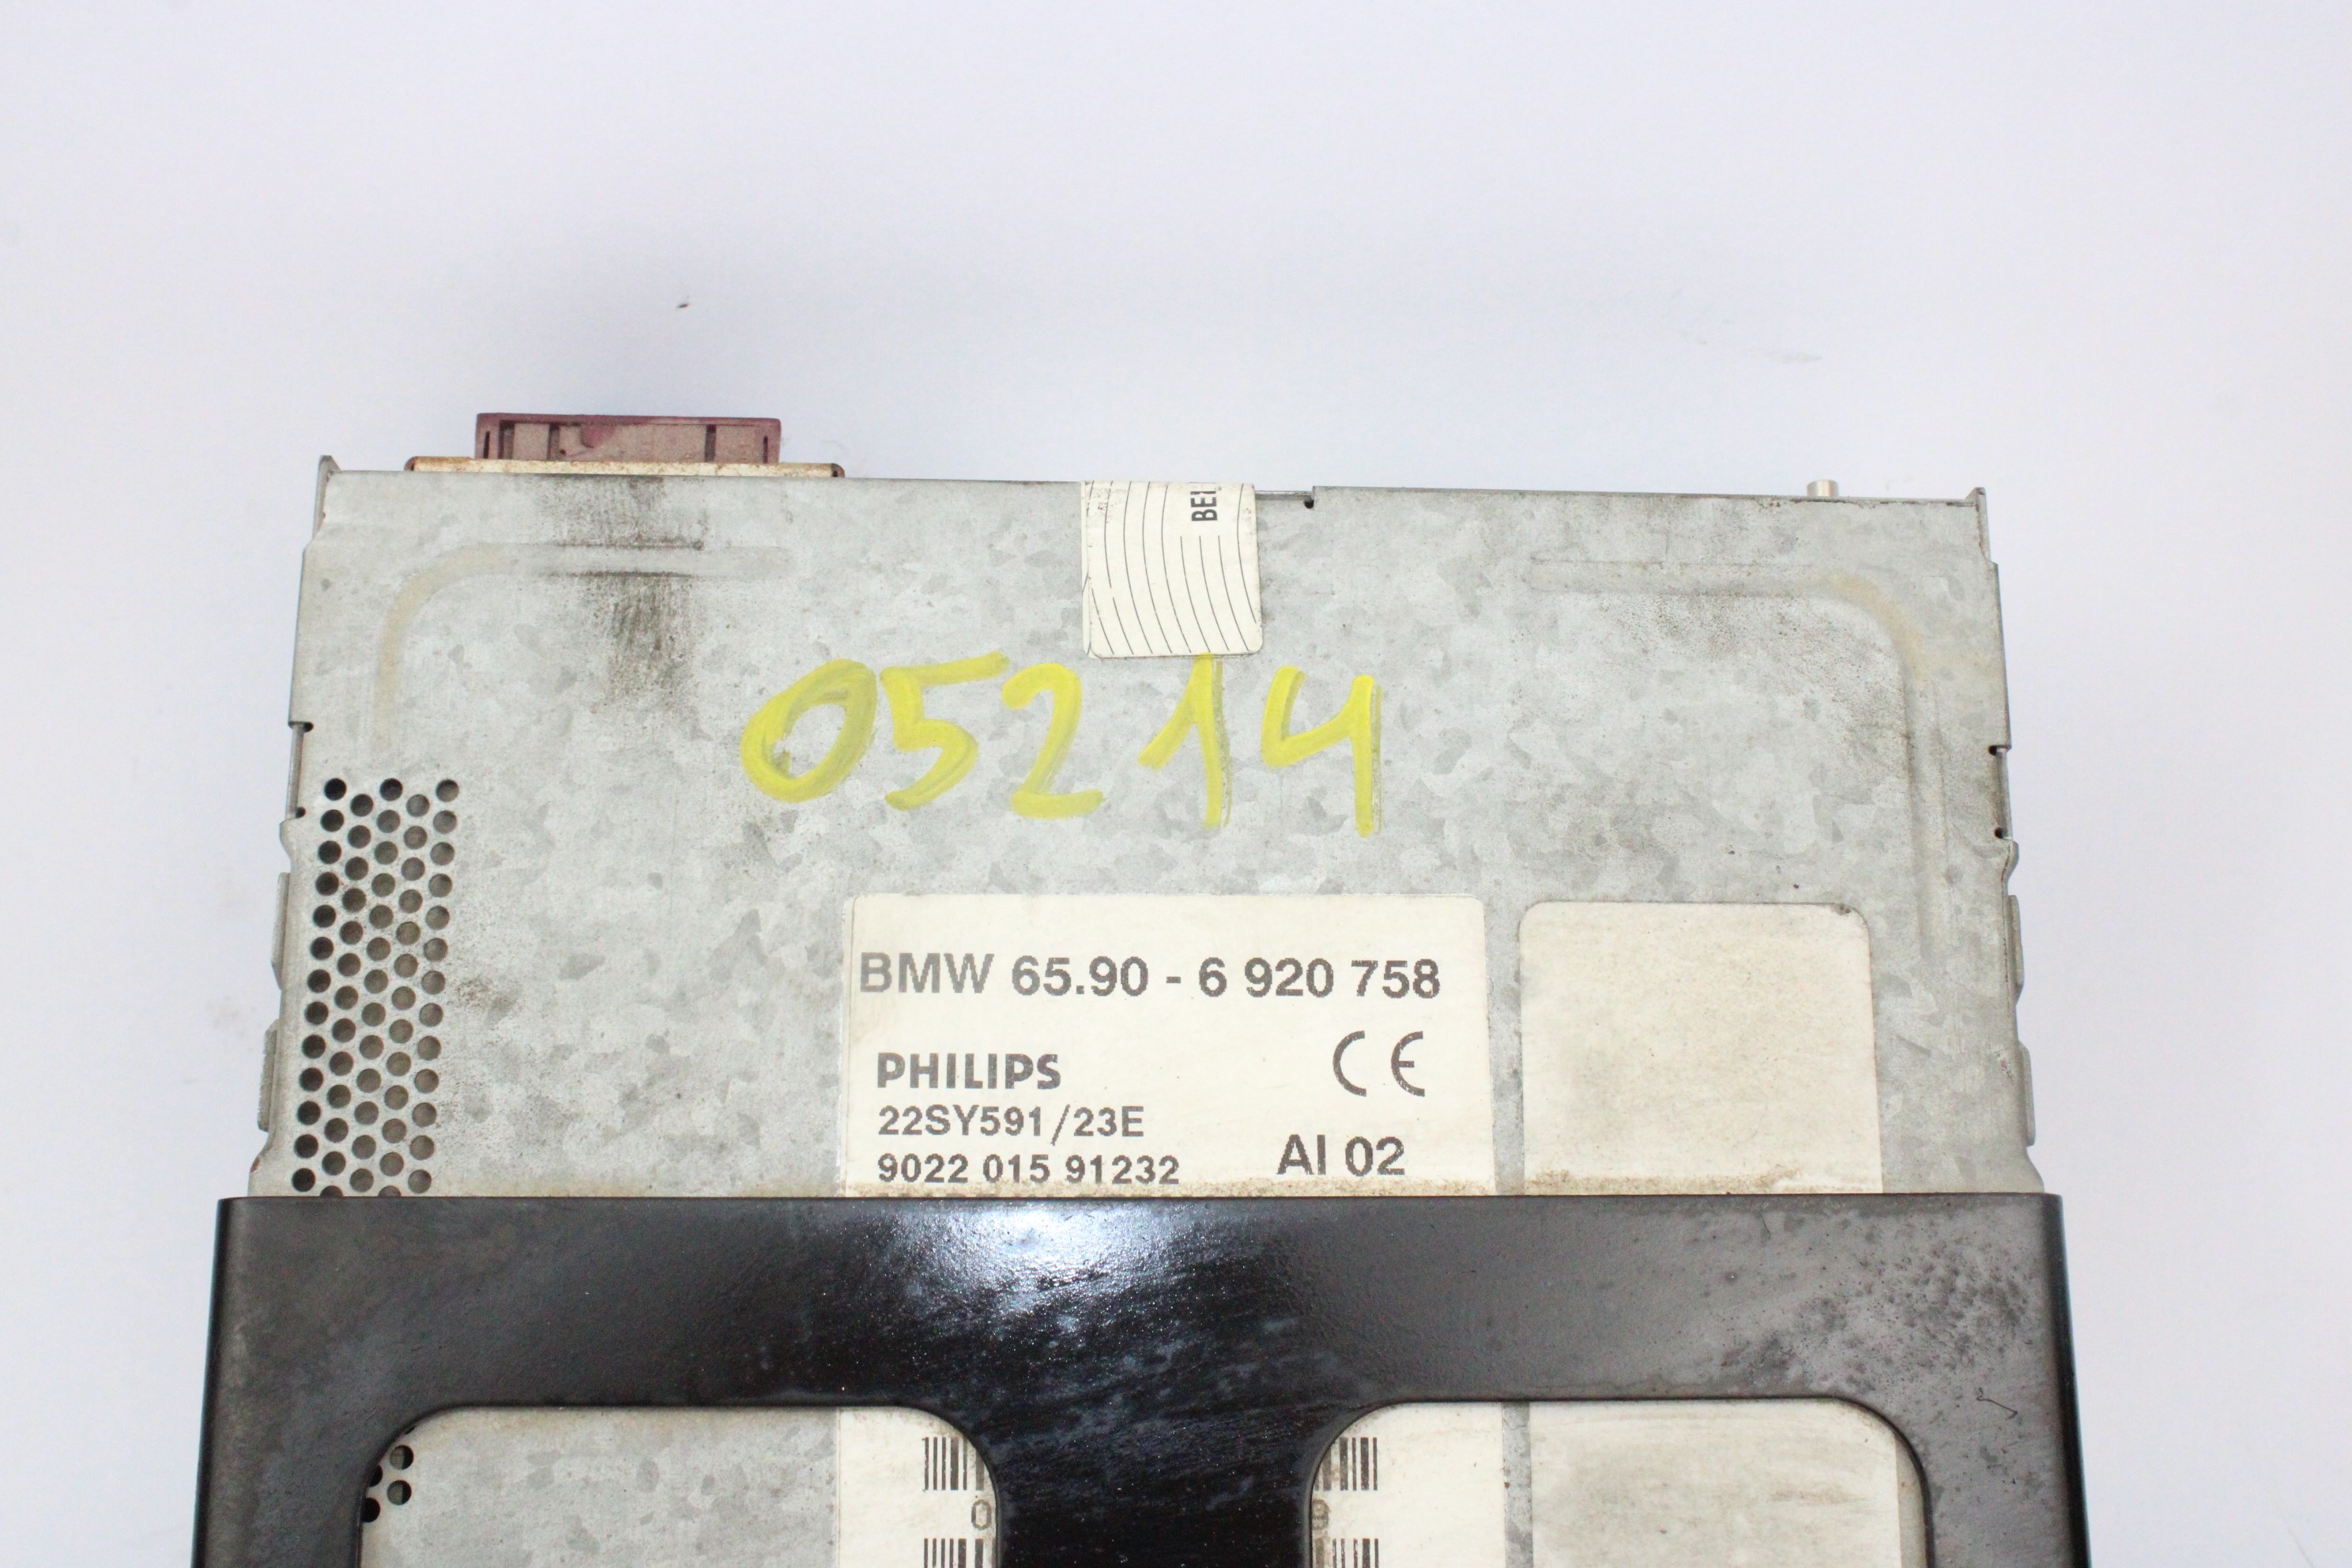 05214
BMW 65.90 - 6 920 758
PHILIPS CE
22SY591/23E
9022 015 91232 AI 02